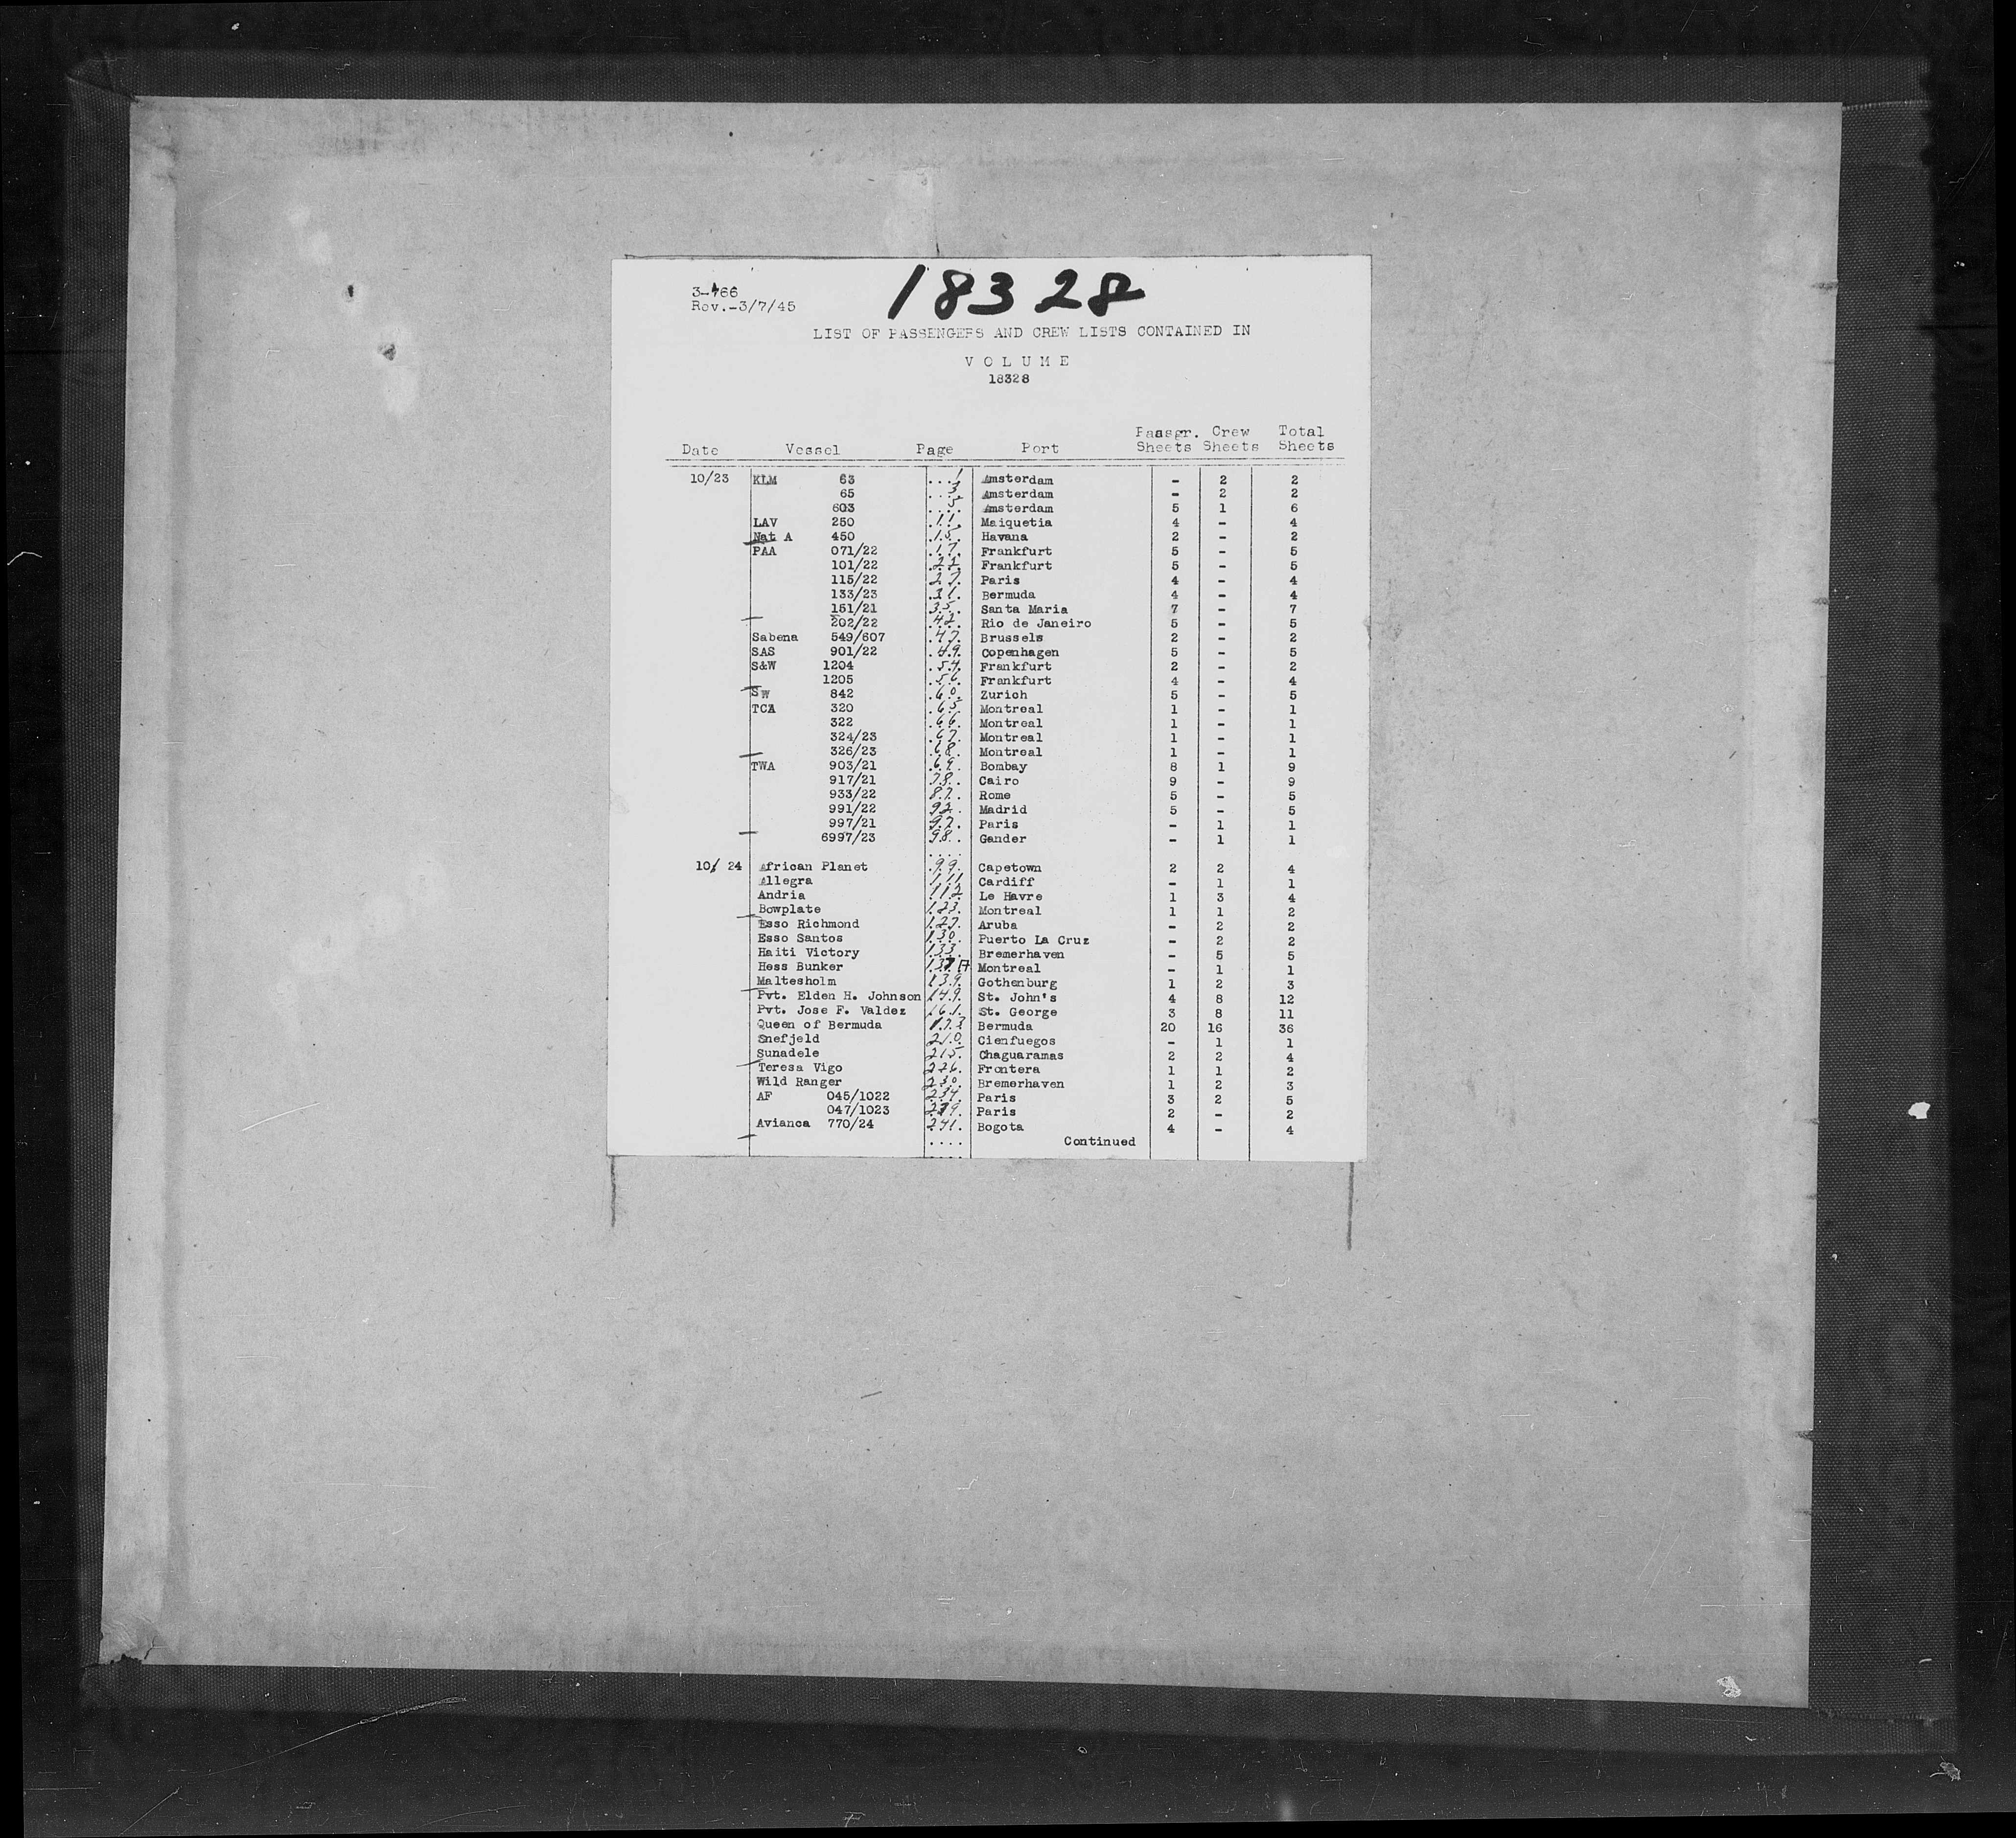 18328
3-166
Rev.-3/7/45
LIST OF PASSENGERS AND CREW LISTS CONTAINED IN
VOLUME
18328
Passgr. Crew Total
Date Vessel Page Port Sheets Sheets Sheets
10/23 KLM 63 1 Amsterdam - 2 2
65 3 Amsterdam - 2 2
603 5 Amsterdam 5 1 6
LAV 250 11 Maiquetia 4 - 4
Nat A 450 15 Havana 2 - 2
PAA 071/22 17 Frankfurt 5 - 5
101/22 22 Frankfurt 5 - 5
115/22 27 Paris 4 - 4
133/23 31 Bermuda 4 - 4
151/21 35 Santa Maria 7 - 7
202/22 42 Rio de Janeiro 5 - 5
Sabena 549/607 47 Brussels 2 - 2
SAS 901/22 49 Copenhagen 5 - 5
S&W 1204 54 Frankfurt 2 - 2
1205 56 Frankfurt 4 - 4
SW 842 60 Zurich 5 - 5
TCA 320 65 Montreal 1 - 1
322 66 Montreal 1 - 1
324/23 67 Montreal 1 - 1
326/23 68 Montreal 1 - 1
TWA 903/21 69 Bombay 8 1 9
917/21 78 Cairo 9 - 9
933/22 87 Rome 5 - 5
991/22 92 Madrid 5 - 5
997/21 97 Paris - 1 1
6997/23 98 Gander - 1 1
10/24 African Planet 99 Capetown 2 2 4
Allegra 111 Cardiff - 1 1
Andria 112 Le Havre 1 3 4
Bowplate 123 Montreal 1 1 2
Esso Richmond 127 Aruba - 2 2
Esso Santos 130 Puerto La Cruz - 2 2
Haiti Victory 133 Bremerhaven - 5 5
Hess Bunker 137A Montreal - 1 1
Maltesholm 139 Gothenburg 1 2 3
Pvt. Elden H. Johnson 149 St. John's 4 8 12
Pvt. Jose F. Valdez 161 St. George 3 8 11
Queen of Bermuda 173 Bermuda 20 16 36
Snefjeld 210 Cienfuegos - 1 1
Sunadele 215 Chaguaramas 2 2 4
Teresa Vigo 226 Frontera 1 1 2
Wild Ranger 230 Bremerhaven 1 2 3
AF 045/1022 234 Paris 3 2 5
047/1023 Paris 2 - 2
Avianca 770/24 241 Bogota 4 - 4
Continued